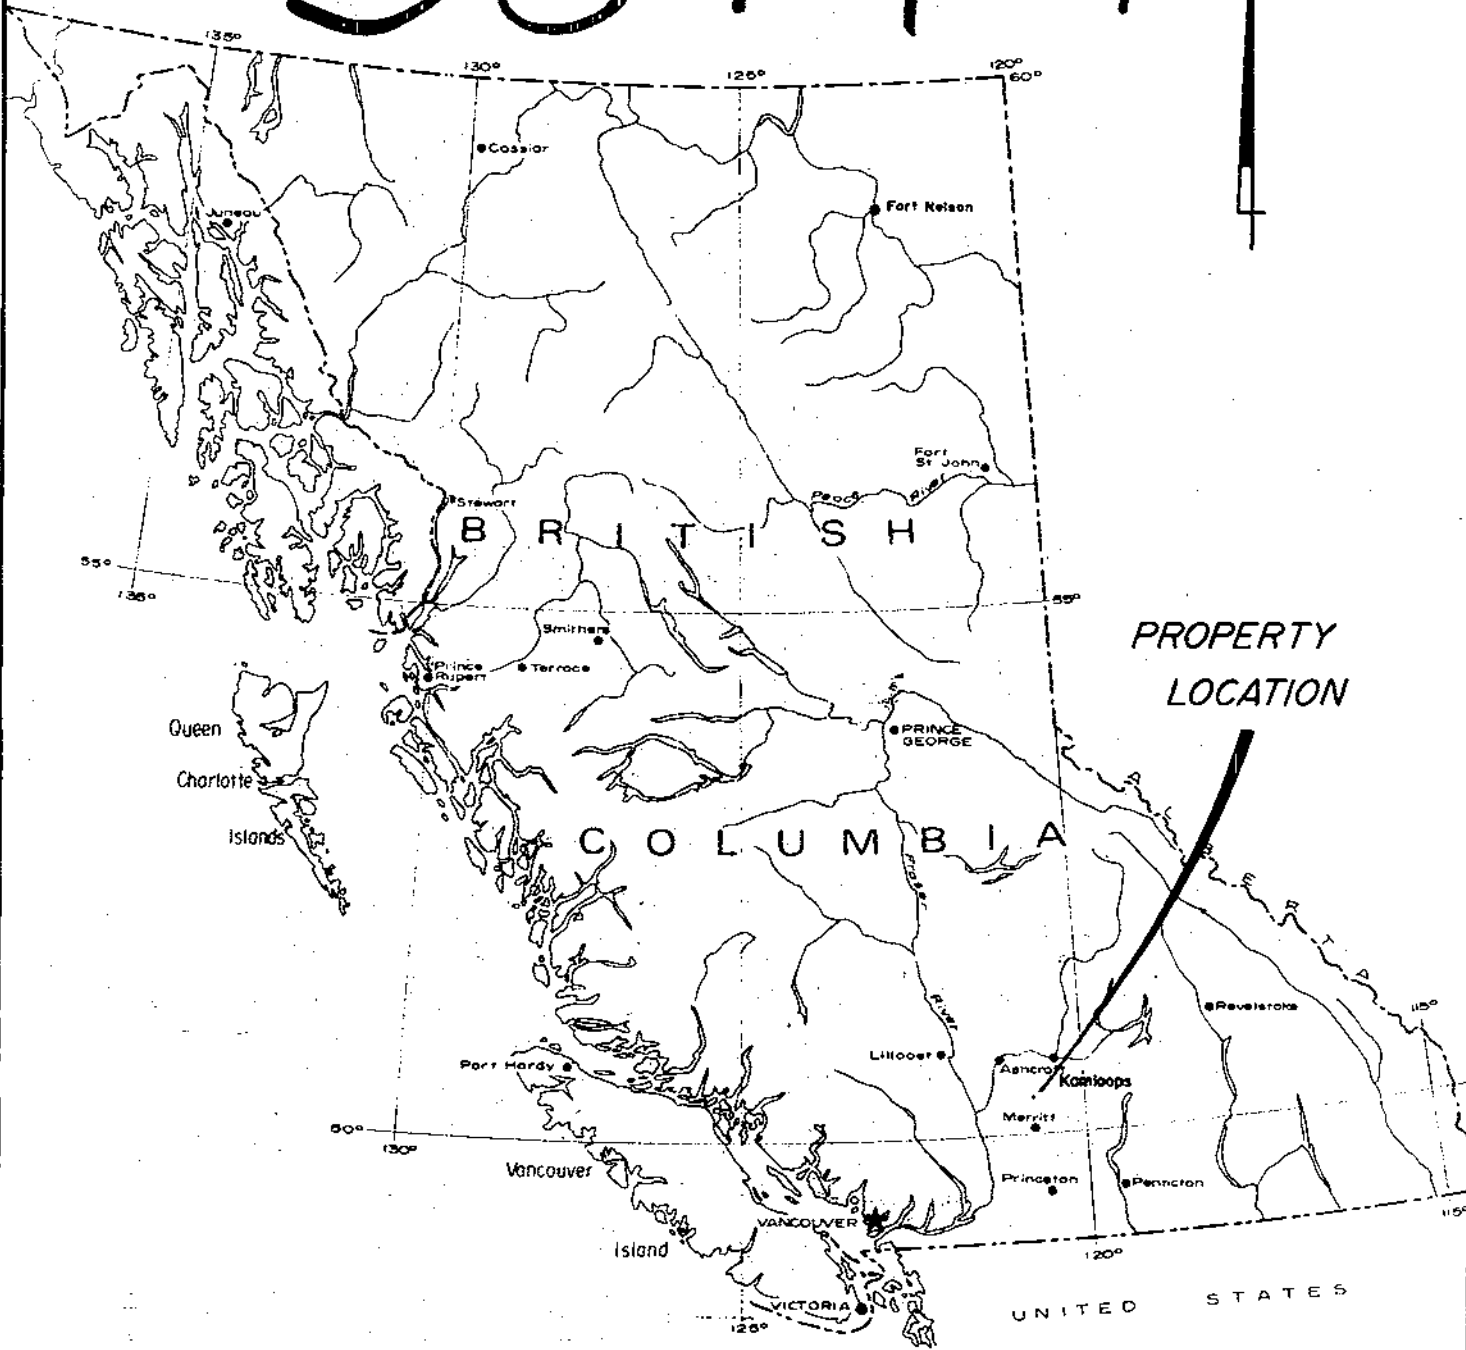 135°
130°
125°
120°
60°
Cassiar
Juneau
Fort Nelson
Fort
St John
Peace River
Stewart
BRITISH
55°
135°
55°
Smithers
Terrace
Prince
Rupert
PROPERTY
LOCATION
Queen
Charlotte
Islands
PRINCE
GEORGE
ALBERTA
COLUMBIA
Fraser
River
Revelstoke
115°
Lillooet
Ashcroft
Kamloops
Port Hardy
Merritt
50°
130°
Vancouver
Island
Princeton
Penticton
VANCOUVER
120°
115°
VICTORIA
125°
UNITED STATES